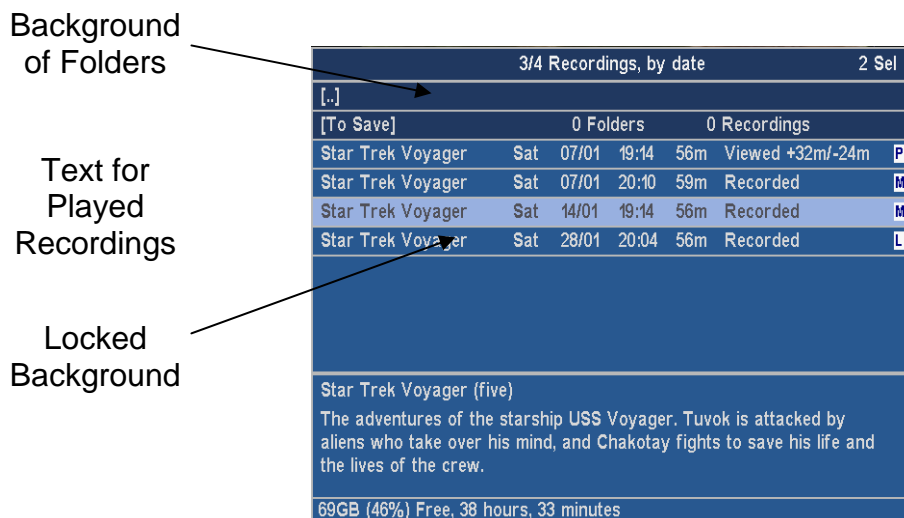 Background
of Folders
Text for
Played
Recordings
Locked
Background
3/4 Recordings, by date 2 Sel
[..]
[To Save] 0 Folders 0 Recordings
Star Trek Voyager Sat 07/01 19:14 56m Viewed +32m/-24m P
Star Trek Voyager Sat 07/01 20:10 59m Recorded M
Star Trek Voyager Sat 14/01 19:14 56m Recorded M
Star Trek Voyager Sat 28/01 20:04 56m Recorded L
Star Trek Voyager (five)
The adventures of the starship USS Voyager. Tuvok is attacked by
aliens who take over his mind, and Chakotay fights to save his life and
the lives of the crew.
69GB (46%) Free, 38 hours, 33 minutes